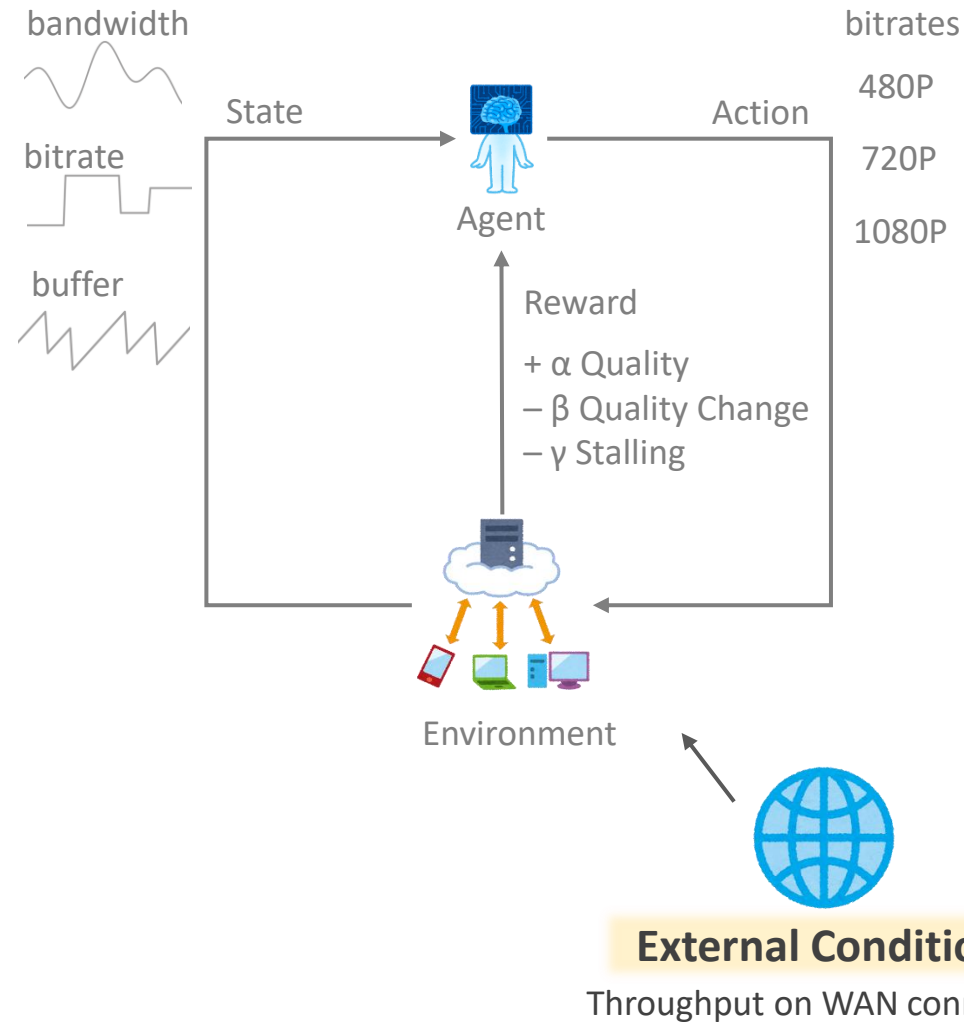 bandwidth
bitrate
buffer
State
Action
bitrates
480P
720P
1080P
Agent
Reward
+ α Quality
– β Quality Change
– γ Stalling
Environment
External
Throughput on WAN